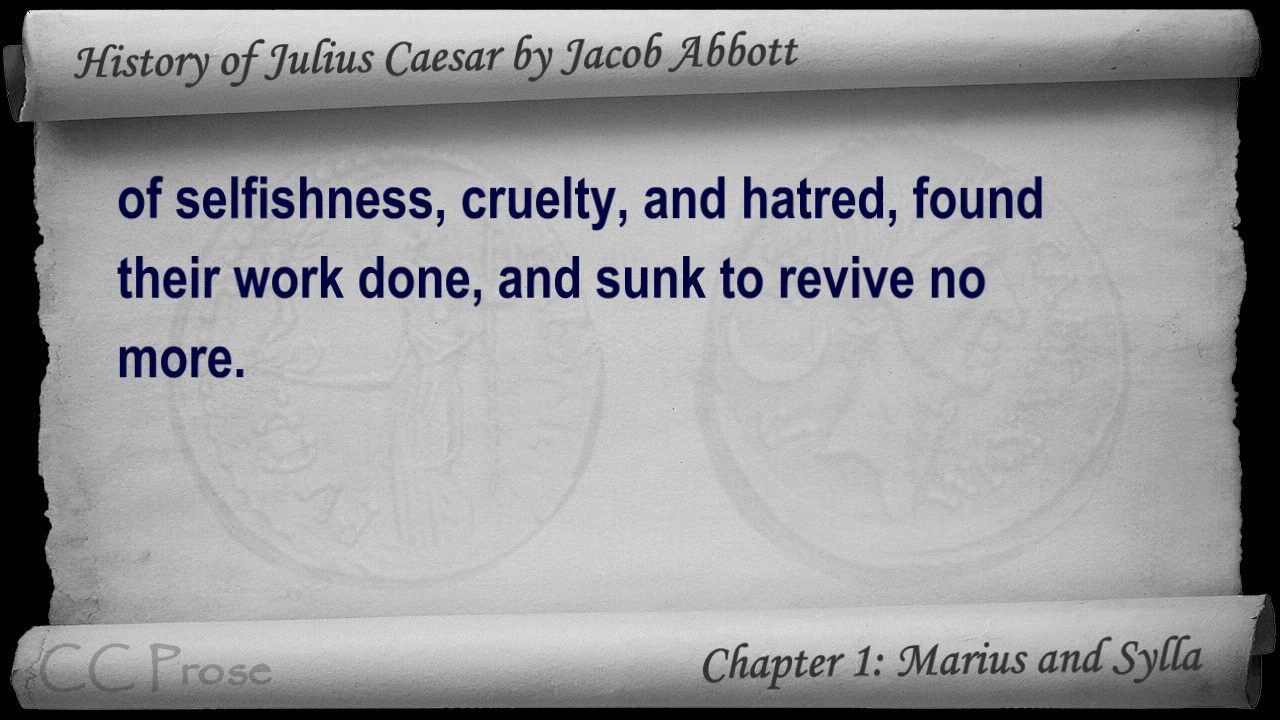 History of Julius Caesar by Jacob Abbott
of selfishness, cruelty, and hatred, found
their work done, and sunk to revive no
more.
CC Prose
Chapter 1: Marius and Sylla